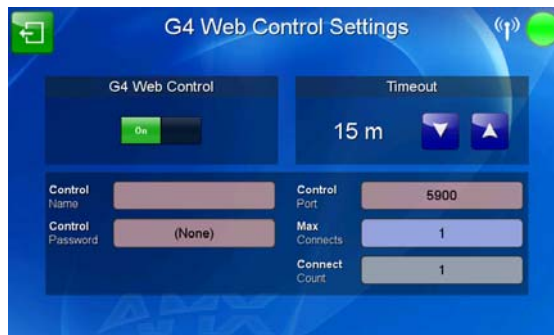 G4 Web Control Settings
G4 Web Control
Timeout
On
15 m
Control Name
Control Port
5900
Control Password
(None)
Max Connects
1
Connect Count
1
AMX